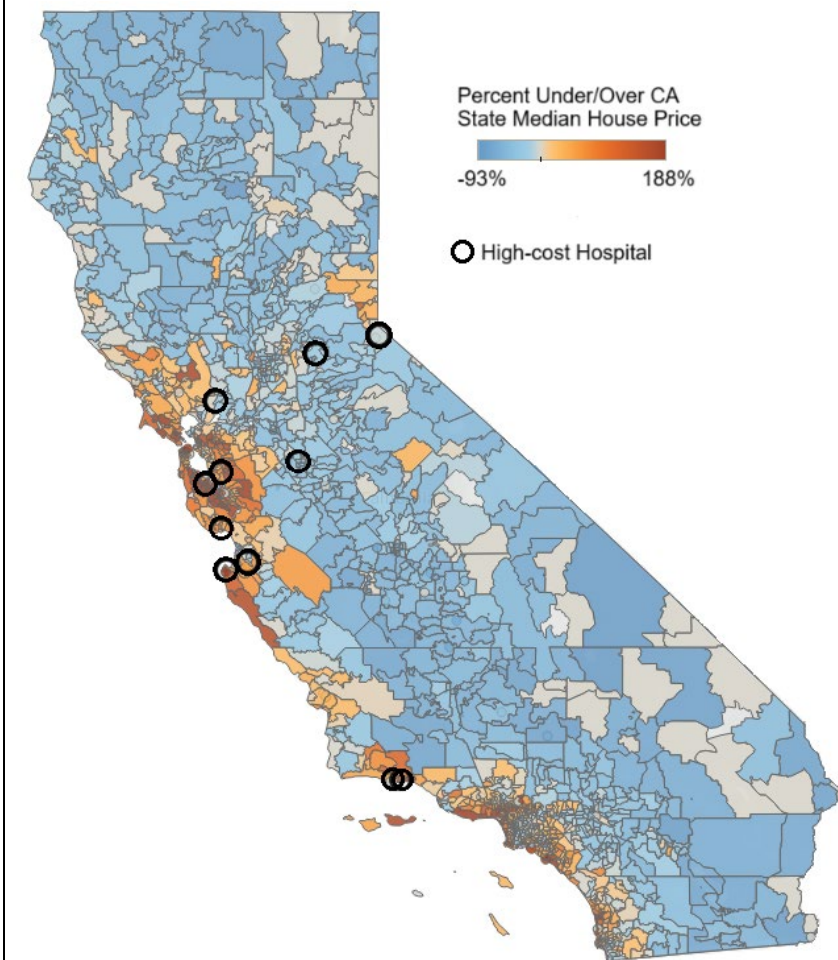 Percent Under/Over CA
State Median House Price
-93% 188%
High-cost Hospital